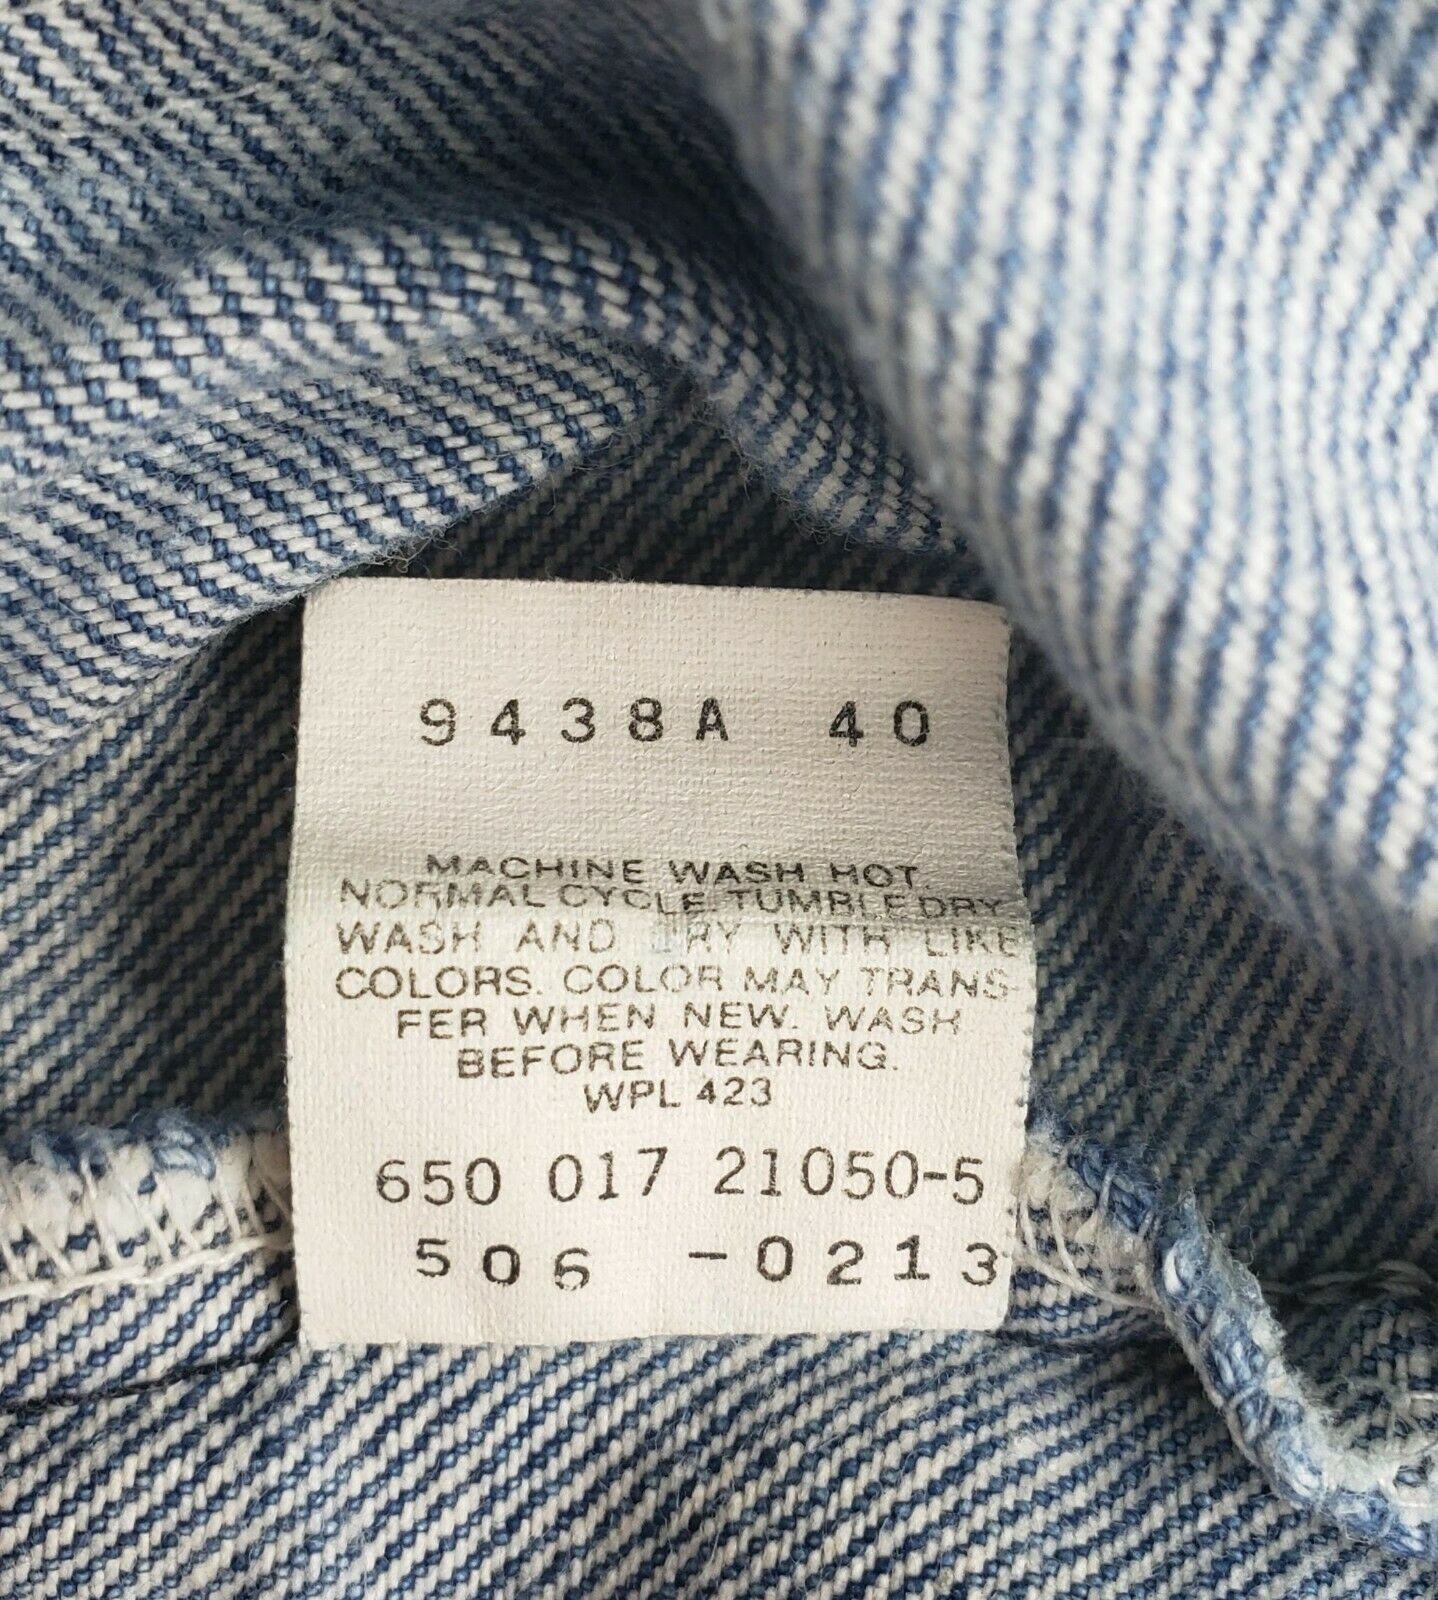 9438A 40
MACHINE WASH HOT.
NORMAL CYCLE. TUMBLE DRY
WASH AND DRY WITH LIKE
COLORS. COLOR MAY TRANS-
FER WHEN NEW. WASH
BEFORE WEARING.
WPL 423
650 017 21050-5
506 -0213